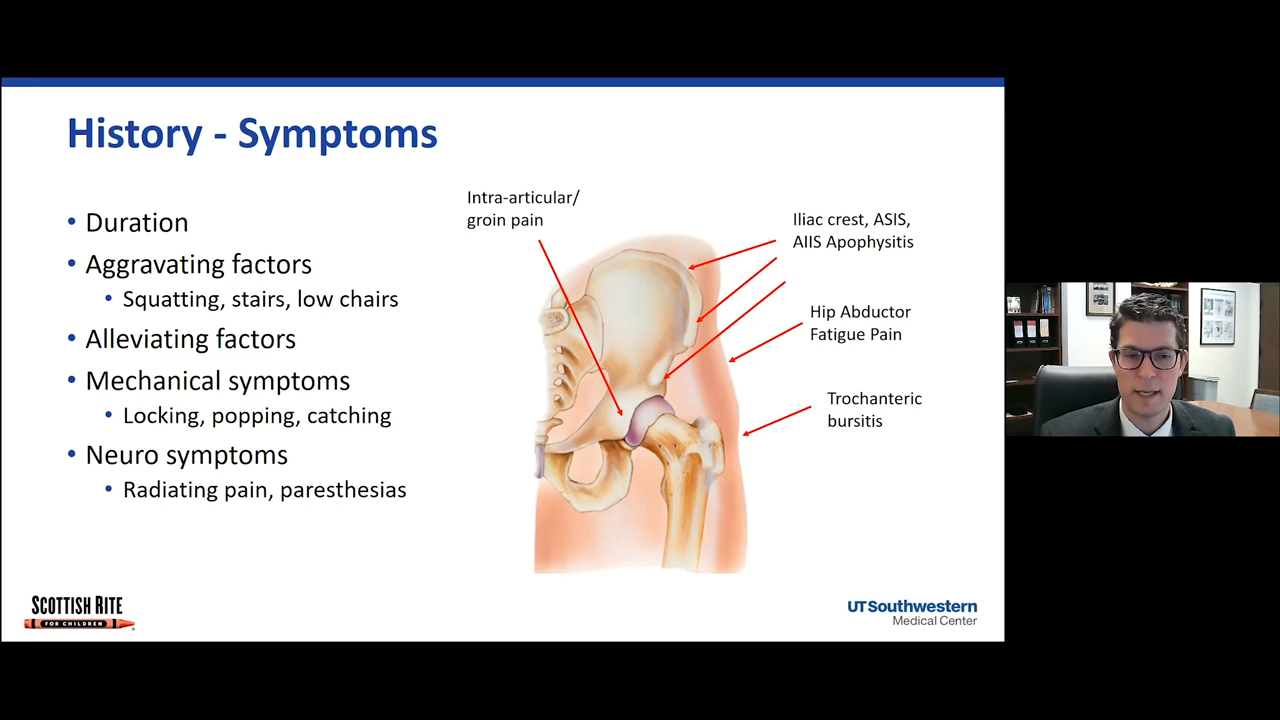 History - Symptoms
• Duration
• Aggravating factors
• Squatting, stairs, low chairs
• Alleviating factors
• Mechanical symptoms
• Locking, popping, catching
• Neuro symptoms
• Radiating pain, paresthesias
Intra-articular/
groin pain
Iliac crest, ASIS,
AIIS Apophysitis
Hip Abductor
Fatigue Pain
Trochanteric
bursitis
SCOTTISH RITE
FOR CHILDREN
UTSouthwestern
Medical Center